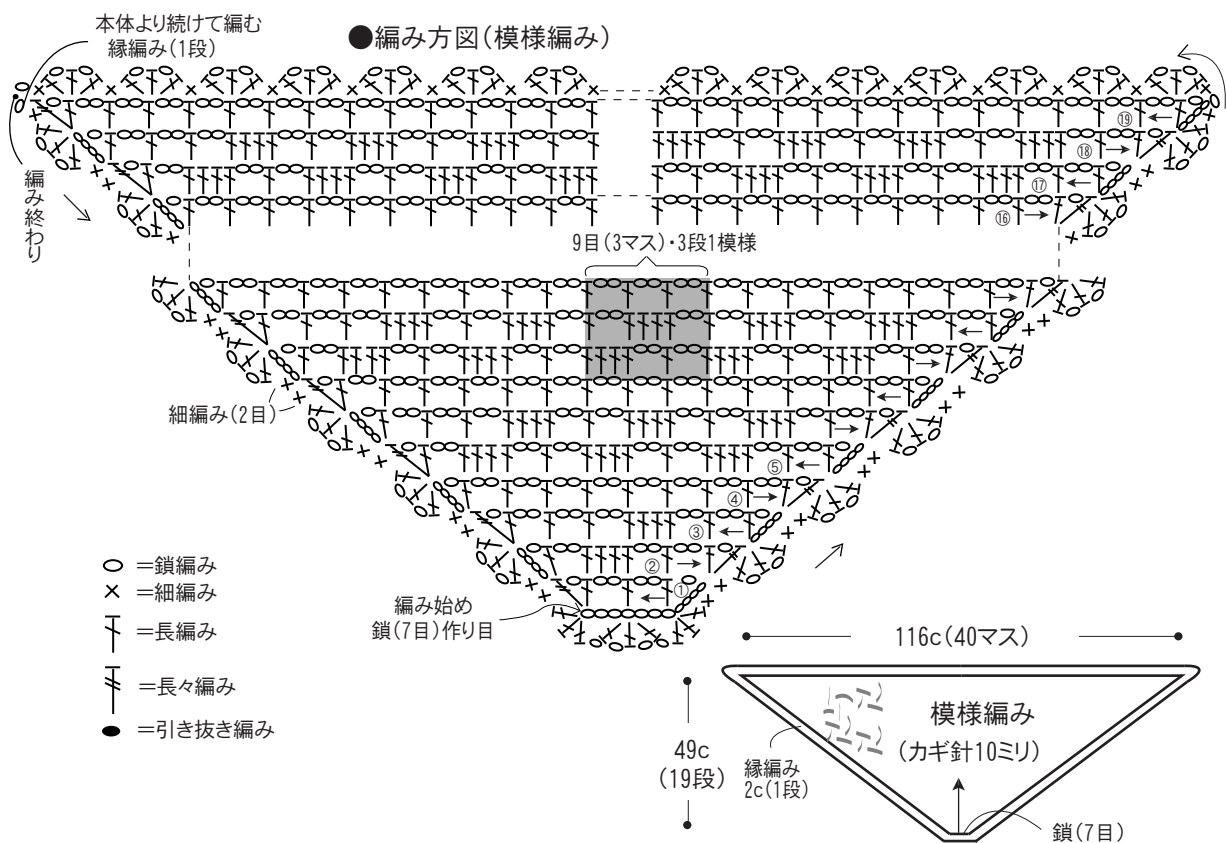 本体より続けて編む
縁編み(1段)
●編み方図(模様編み)
⑲
⑱
⑰
⑯
編み終わり
9目(3マス)・3段1模様
細編み(2目)
⑤
④
③
②
①
編み始め
鎖(7目)作り目
=鎖編み
=細編み
=長編み
=長々編み
=引き抜き編み
116c(40マス)
49c
(19段)
模様編み
(カギ針10ミリ)
縁編み
2c(1段)
鎖(7目)